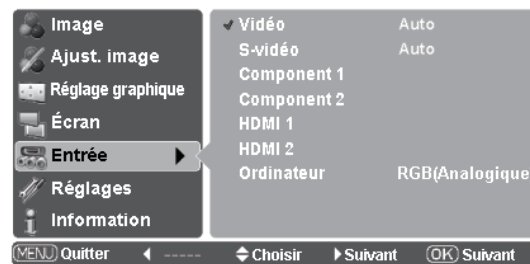 Image
Ajust. image
Réglage graphique
Écran
Entrée
Réglages
Information
Vidéo Auto
S-vidéo Auto
Component 1
Component 2
HDMI 1
HDMI 2
Ordinateur RGB(Analogique
MENU Quitter ----- Choisir Suivant OK Suivant